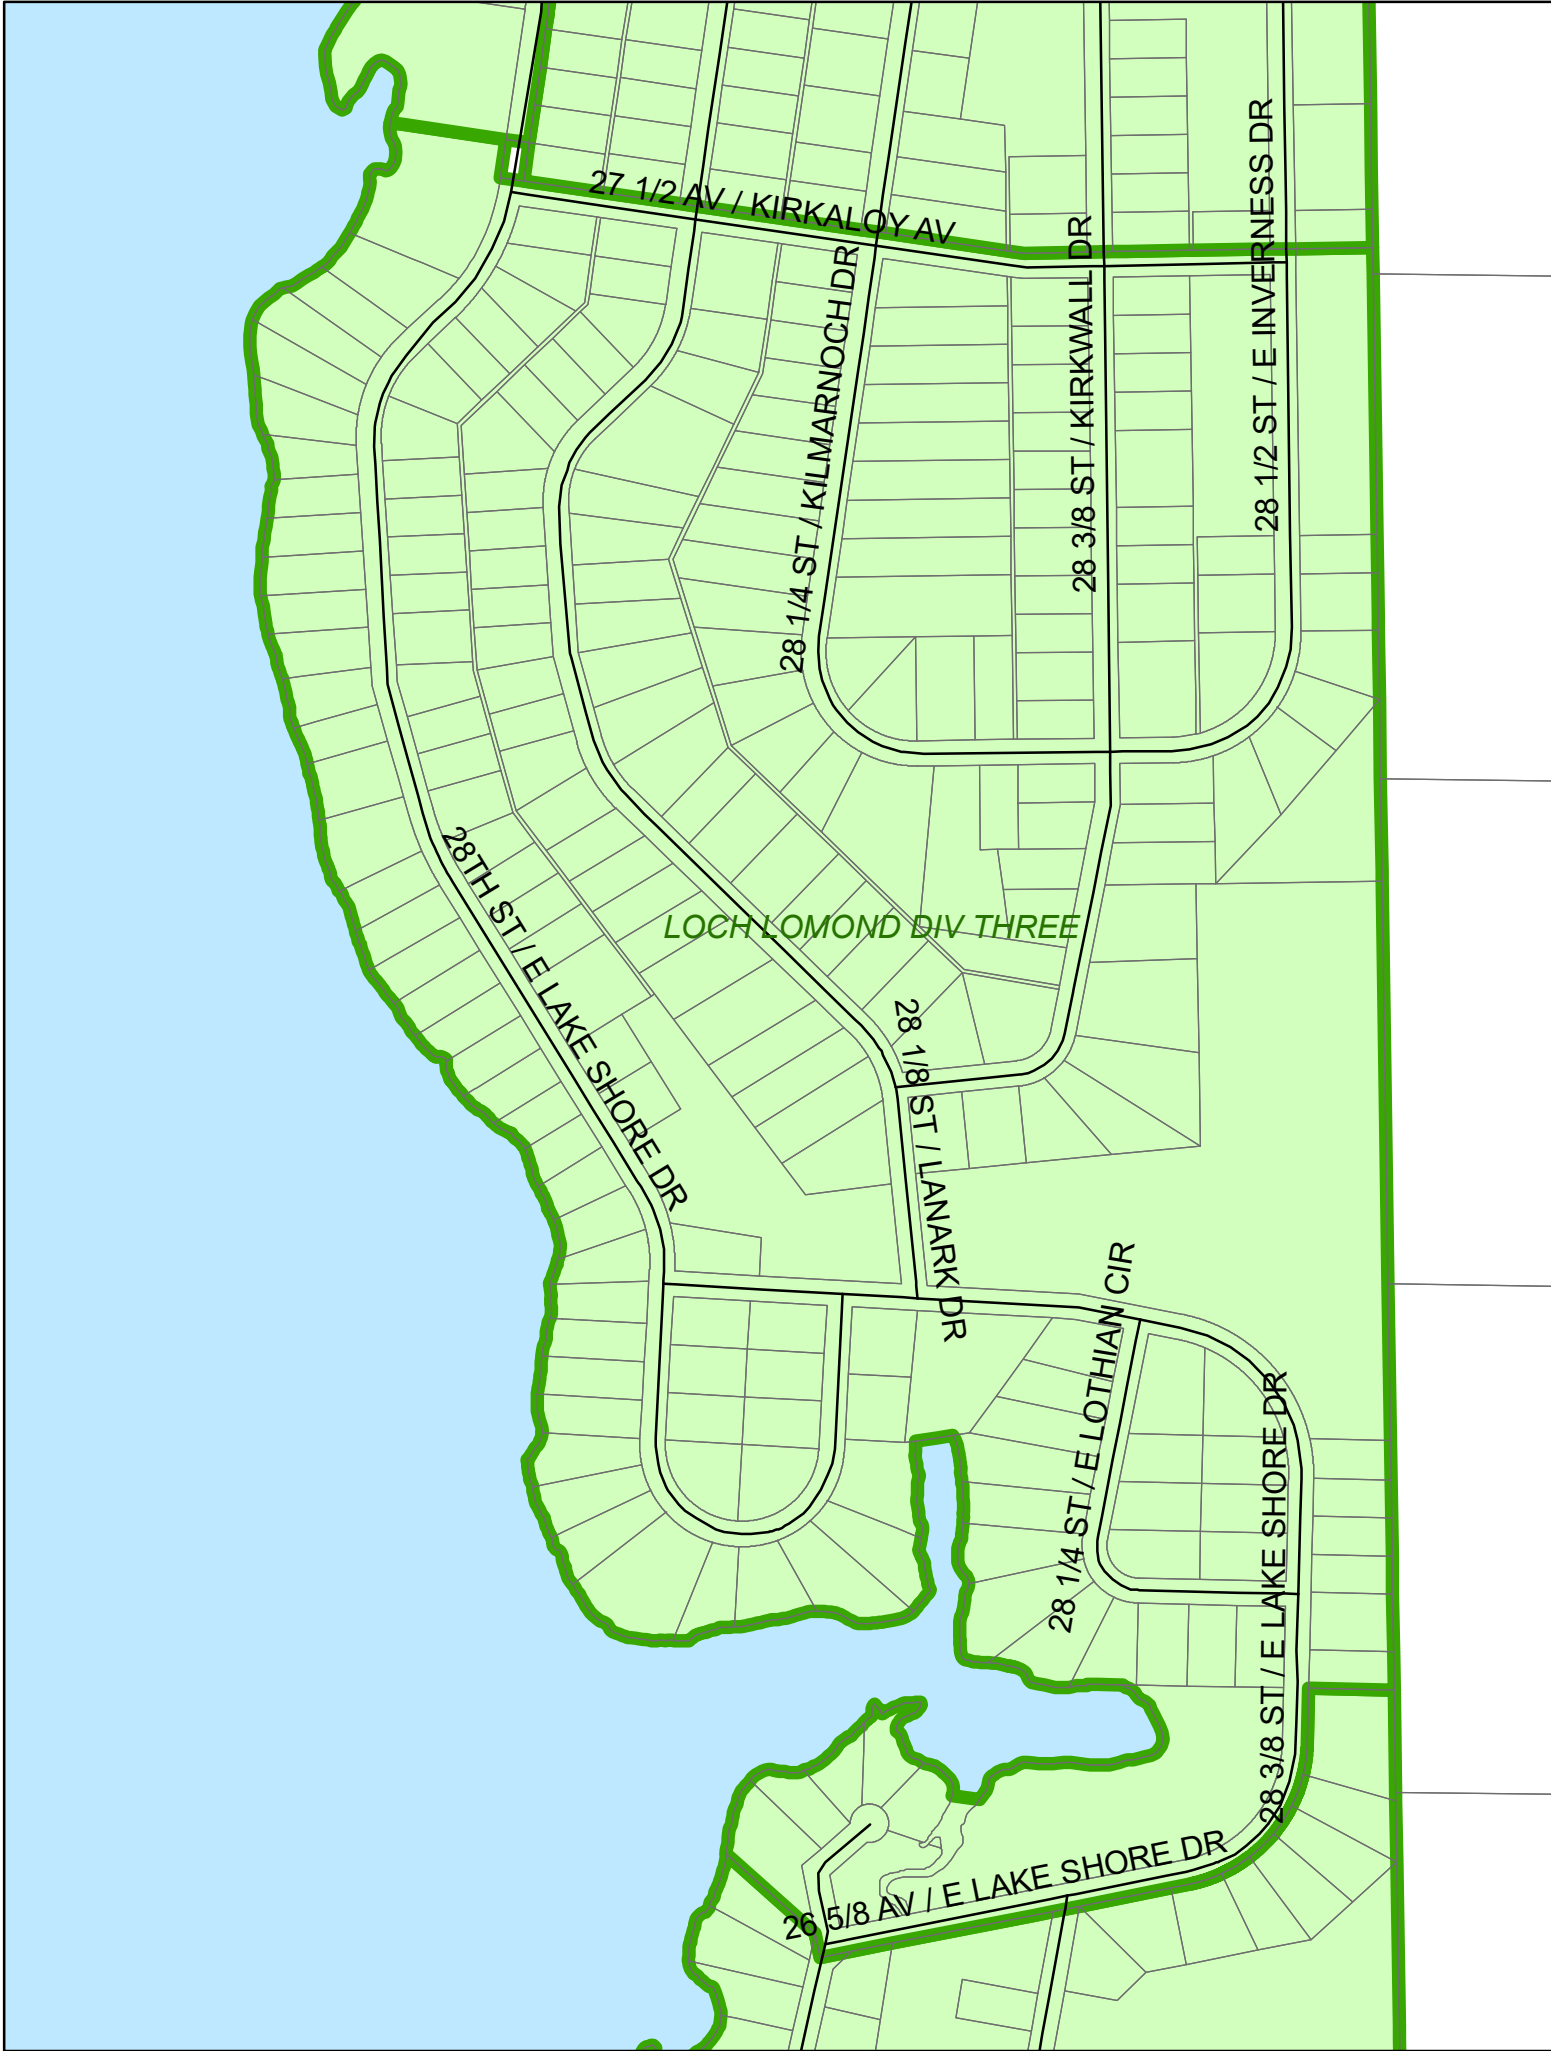 27 1/2 AV / KIRKALOY AV
28 1/4 ST / KILMARNOCH DR
28 3/8 ST / KIRKWALL DR
28 1/2 ST / E INVERNESS DR
28TH ST / E LAKE SHORE DR
LOCH LOMOND DIV THREE
28 1/8 ST / LANARK DR
28 1/4 ST / E LOTHIAN CIR
28 3/8 ST / E LAKE SHORE DR
26 5/8 AV / E LAKE SHORE DR